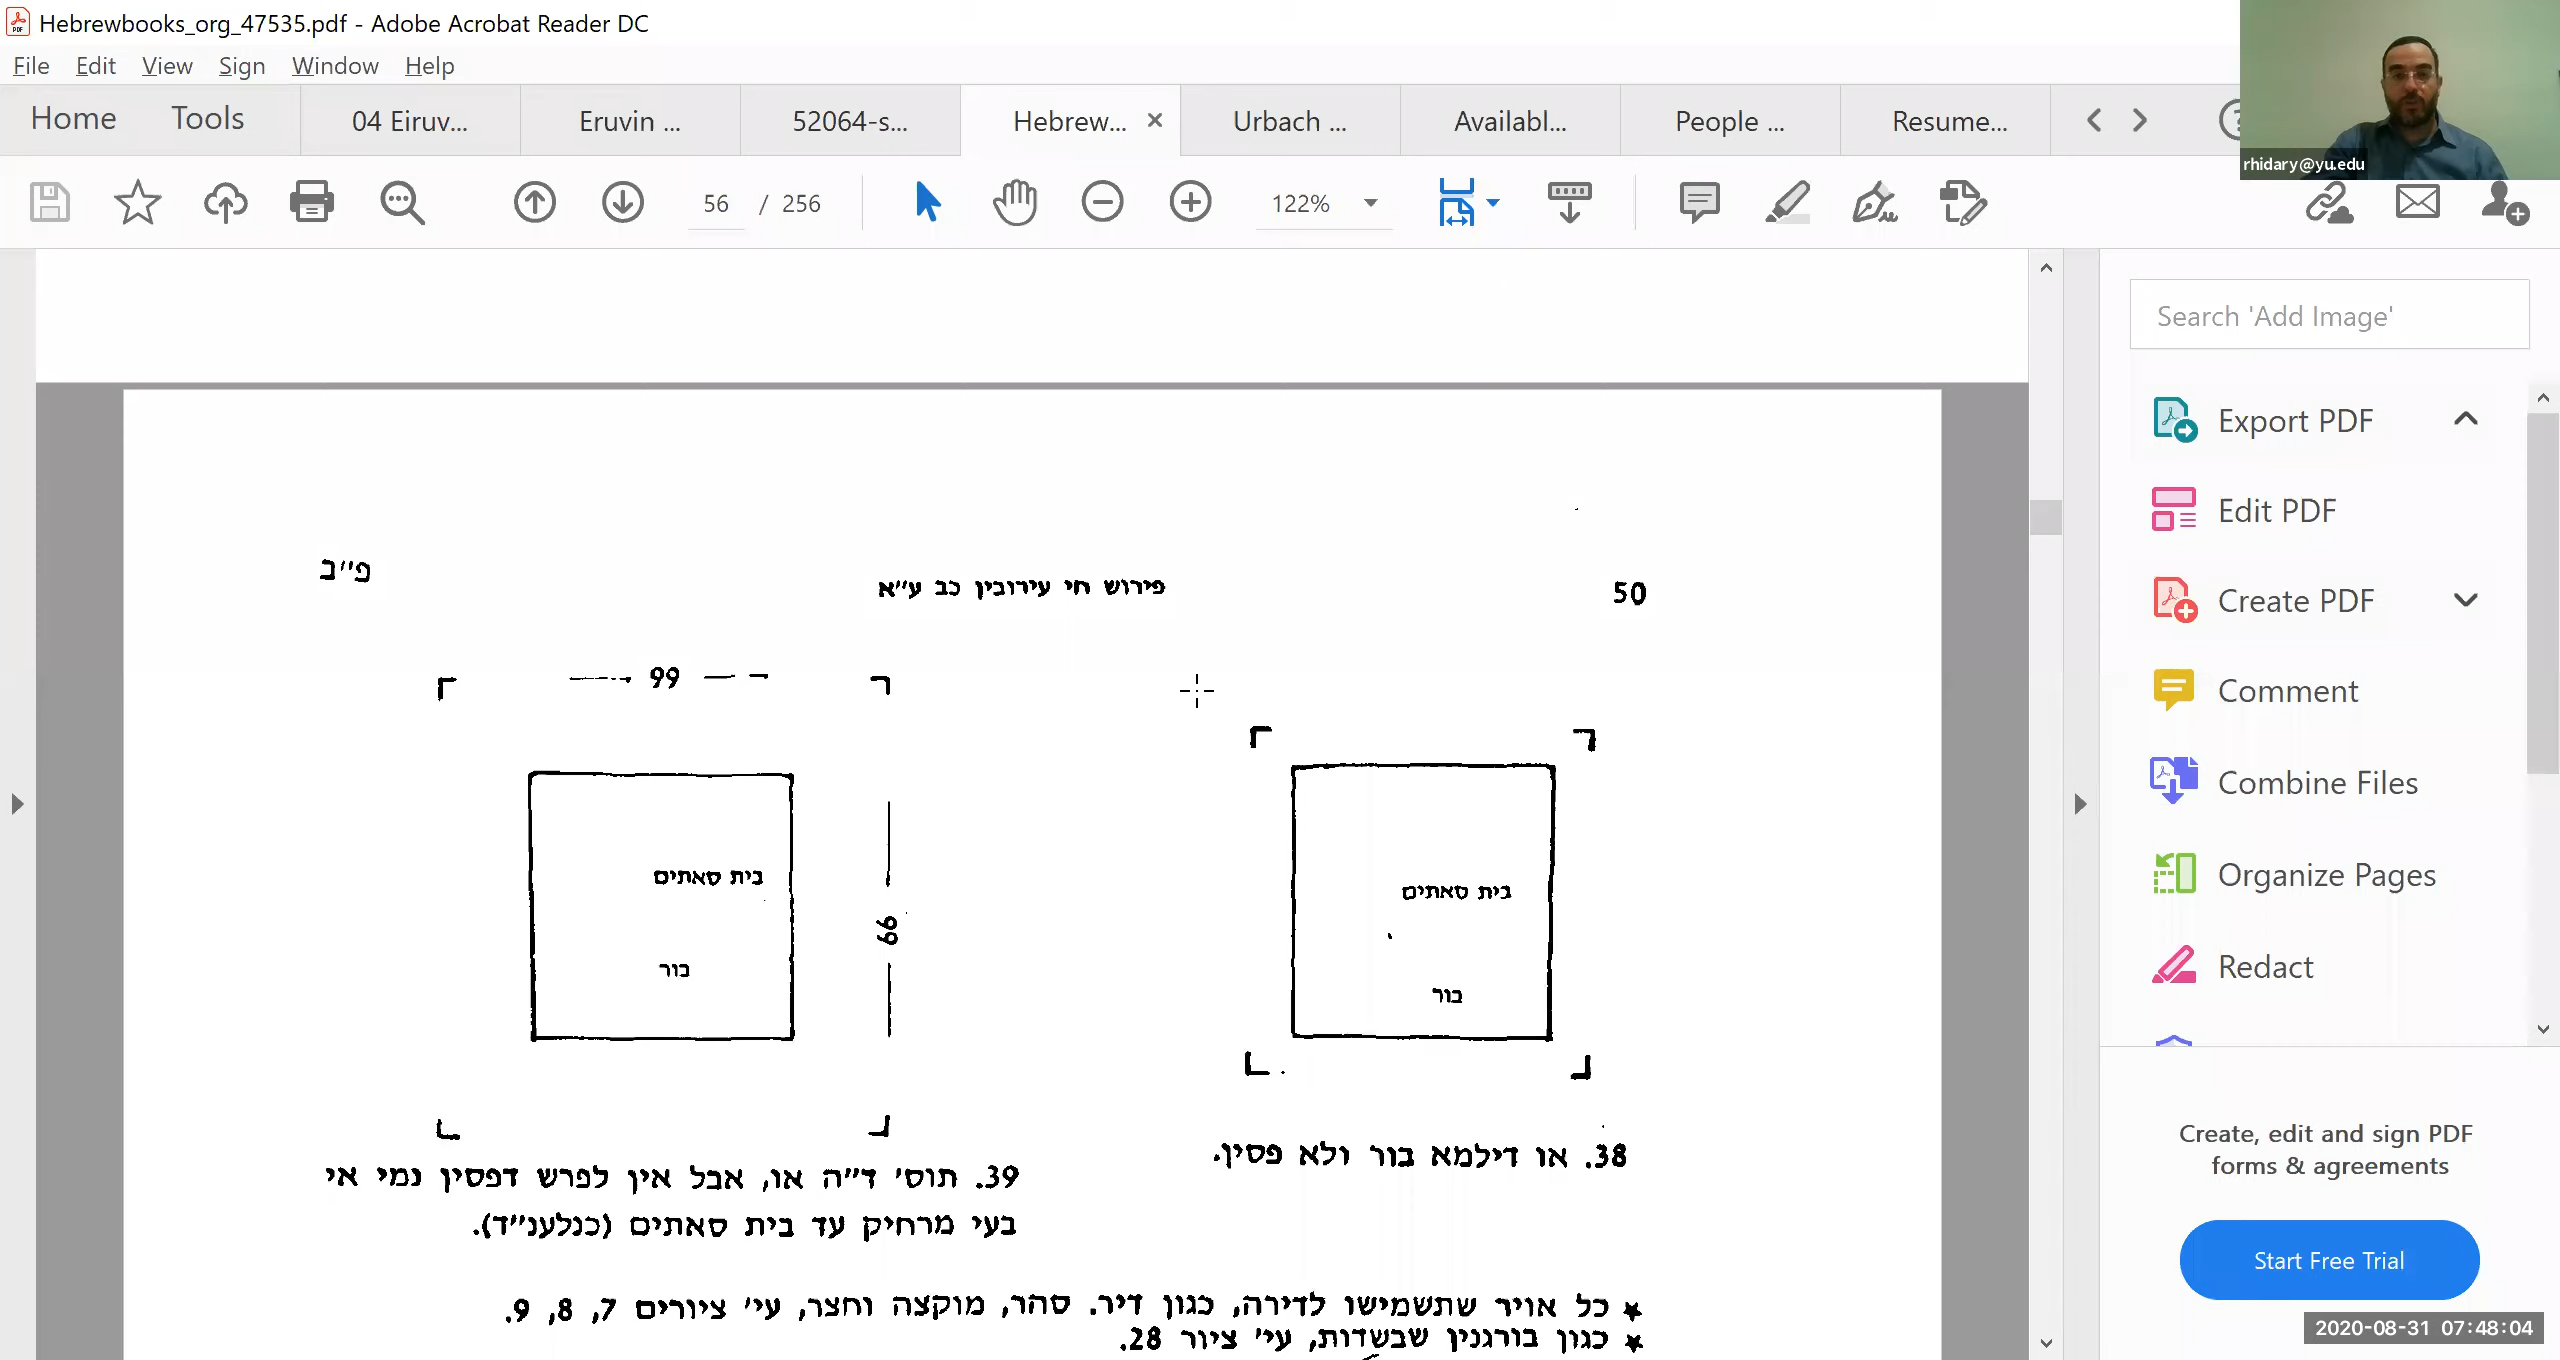 Hebrewbooks_org_47535.pdf - Adobe Acrobat Reader DC
File Edit View Sign Window Help
Home Tools 04 Eiruv... Eruvin ... 52064-s... Hebrew... Urbach ... Availabl... People ... Resume...
rhidary@yu.edu
56 / 256 122%
Search 'Add Image'
Export PDF
Edit PDF
Create PDF
Comment
Combine Files
Organize Pages
Redact
Create, edit and sign PDF
forms & agreements
Start Free Trial
2020-08-31 07:48:04
50 פירוש חי עירובין כב ע״א פ״ב
בית סאתים
בור
38. או דילמא בור ולא פסין.
99
בית סאתים
99
בור
39. תוס' ד״ה או, אבל אין לפרש דפסין נמי אי
בעי מרחיק עד בית סאתים (כנלענ״ד).
★ כל אויר שתשמישו לדירה, כגון דיר. סהר, מוקצה וחצר, עי' ציורים 7, 8, 9.
★ כגון בורגנין שבשדות, עי' ציור 28.